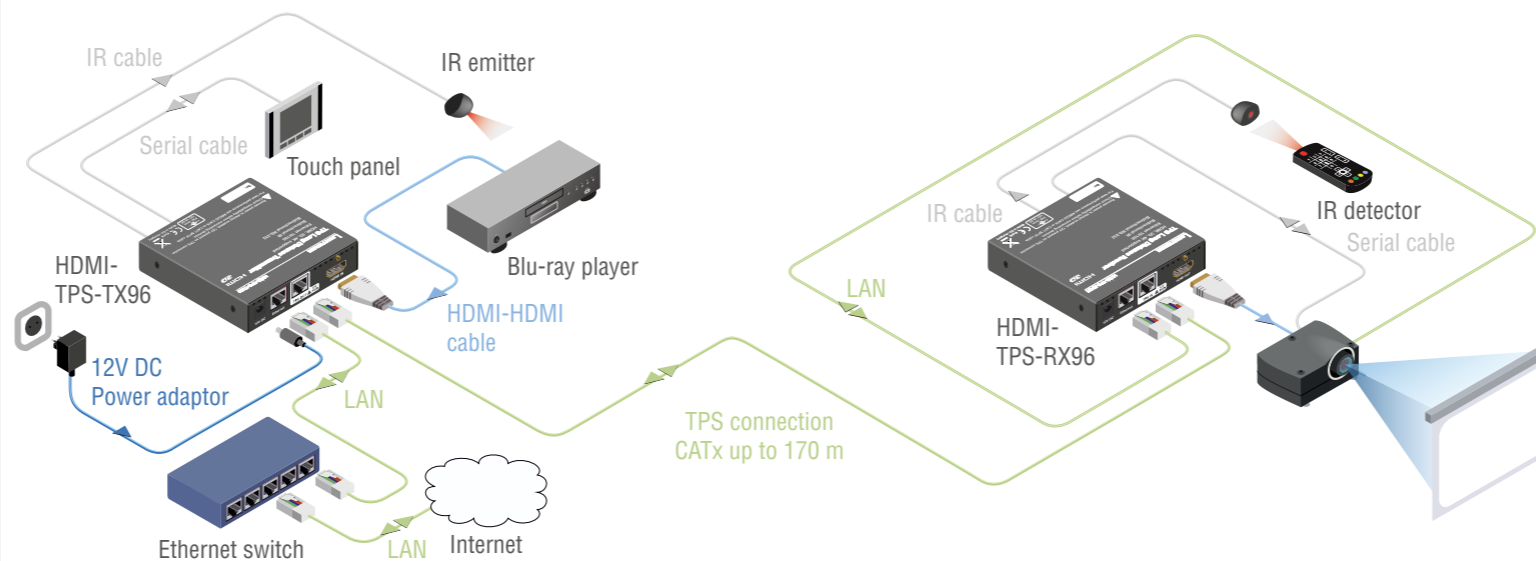 IR cable
IR emitter
Serial cable
Touch panel
Blu-ray player
HDMI-
TPS-TX96
HDMI-HDMI
cable
12V DC
Power adaptor
LAN
Ethernet switch
LAN
Internet
TPS connection
CATx up to 170 m
LAN
IR cable
IR detector
Serial cable
HDMI-
TPS-RX96